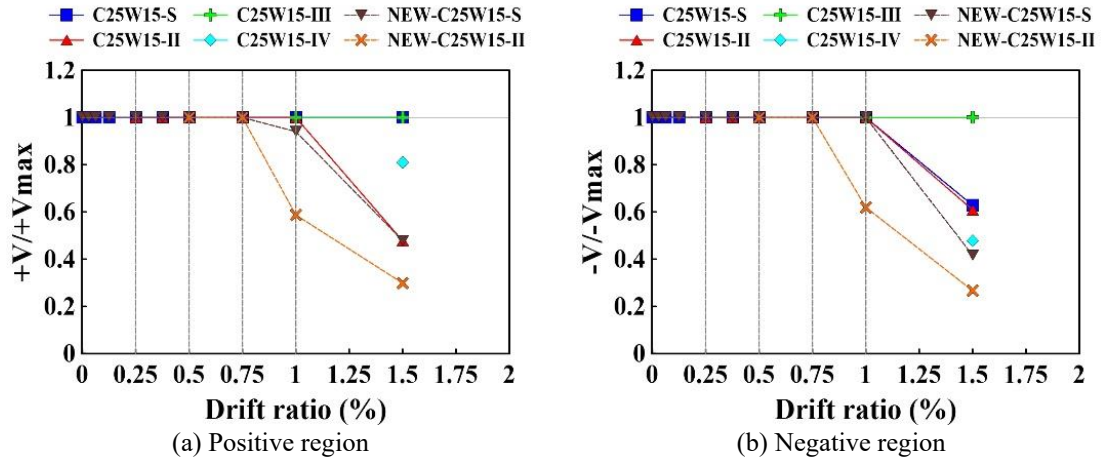 C25W15-S C25W15-III NEW-C25W15-S
C25W15-II C25W15-IV NEW-C25W15-II
1.2
1
0.8
0.6
0.4
0.2
0
+V/+Vmax
0 0.25 0.5 0.75 1 1.25 1.5 1.75 2
Drift ratio (%)
(a) Positive region
C25W15-S C25W15-III NEW-C25W15-S
C25W15-II C25W15-IV NEW-C25W15-II
1.2
1
0.8
0.6
0.4
0.2
0
-V/-Vmax
0 0.25 0.5 0.75 1 1.25 1.5 1.75 2
Drift ratio (%)
(b) Negative region